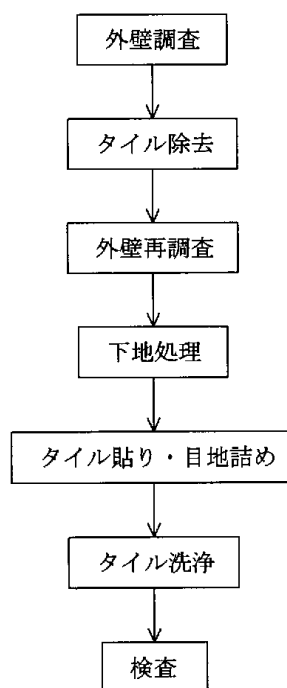 外壁調査
タイル除去
外壁再調査
下地処理
タイル貼り・目地詰め
タイル洗浄
検査